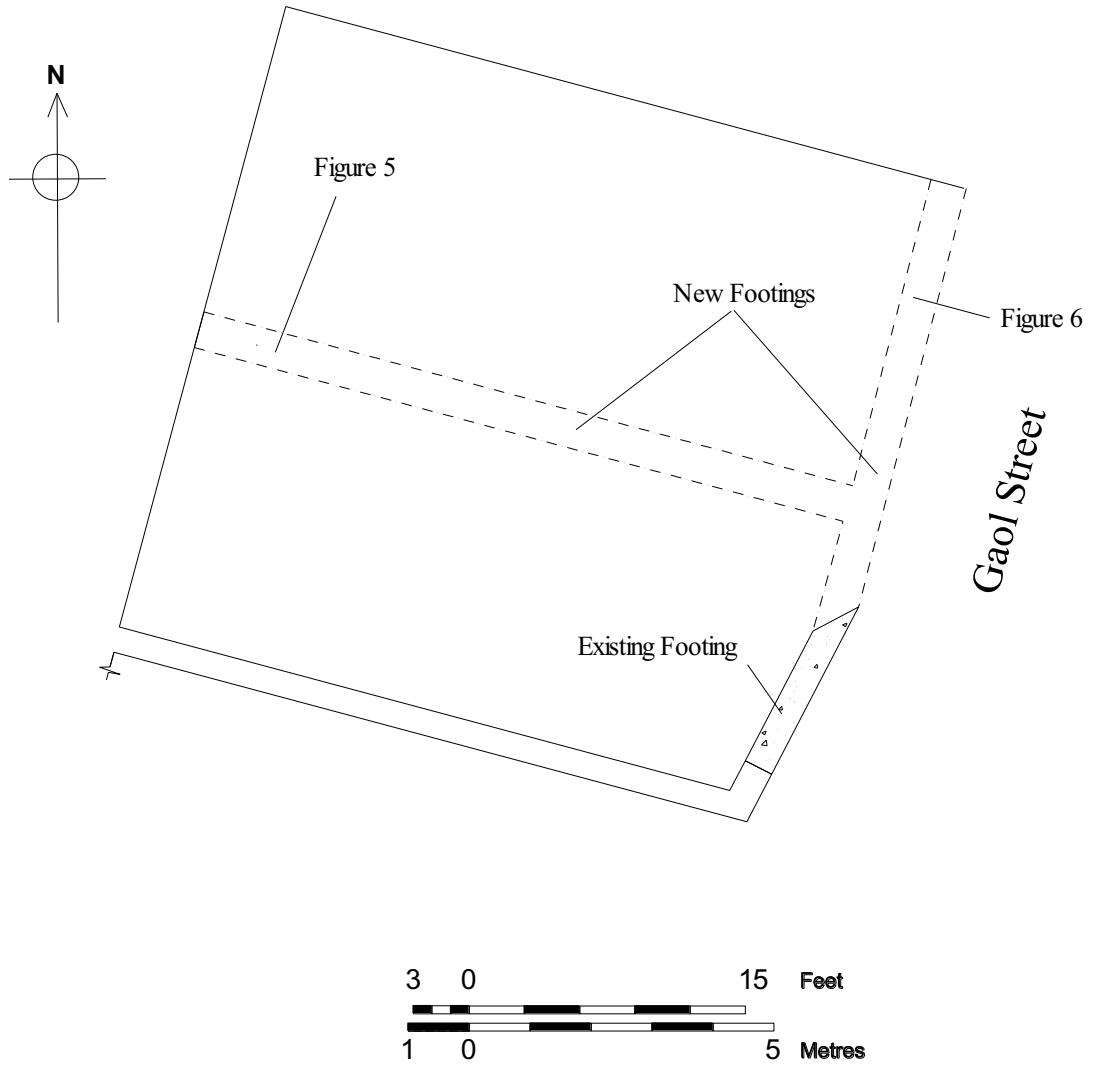 N
Figure 5
New Footings
Figure 6
Gaol Street
Existing Footing
3 0 15 Feet
1 0 5 Metres